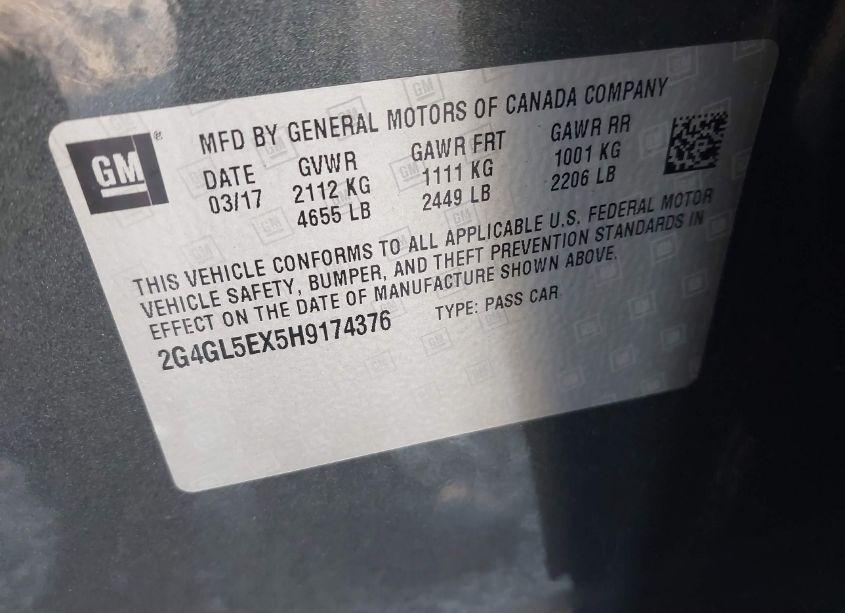 GM
®
MFD BY GENERAL MOTORS OF CANADA COMPANY
DATE GVWR GAWR FRT GAWR RR
03/17 2112 KG 1111 KG 1001 KG
4655 LB 2449 LB 2206 LB
THIS VEHICLE CONFORMS TO ALL APPLICABLE U.S. FEDERAL MOTOR
VEHICLE SAFETY, BUMPER, AND THEFT PREVENTION STANDARDS IN
EFFECT ON THE DATE OF MANUFACTURE SHOWN ABOVE.
2G4GL5EX5H9174376 TYPE: PASS CAR